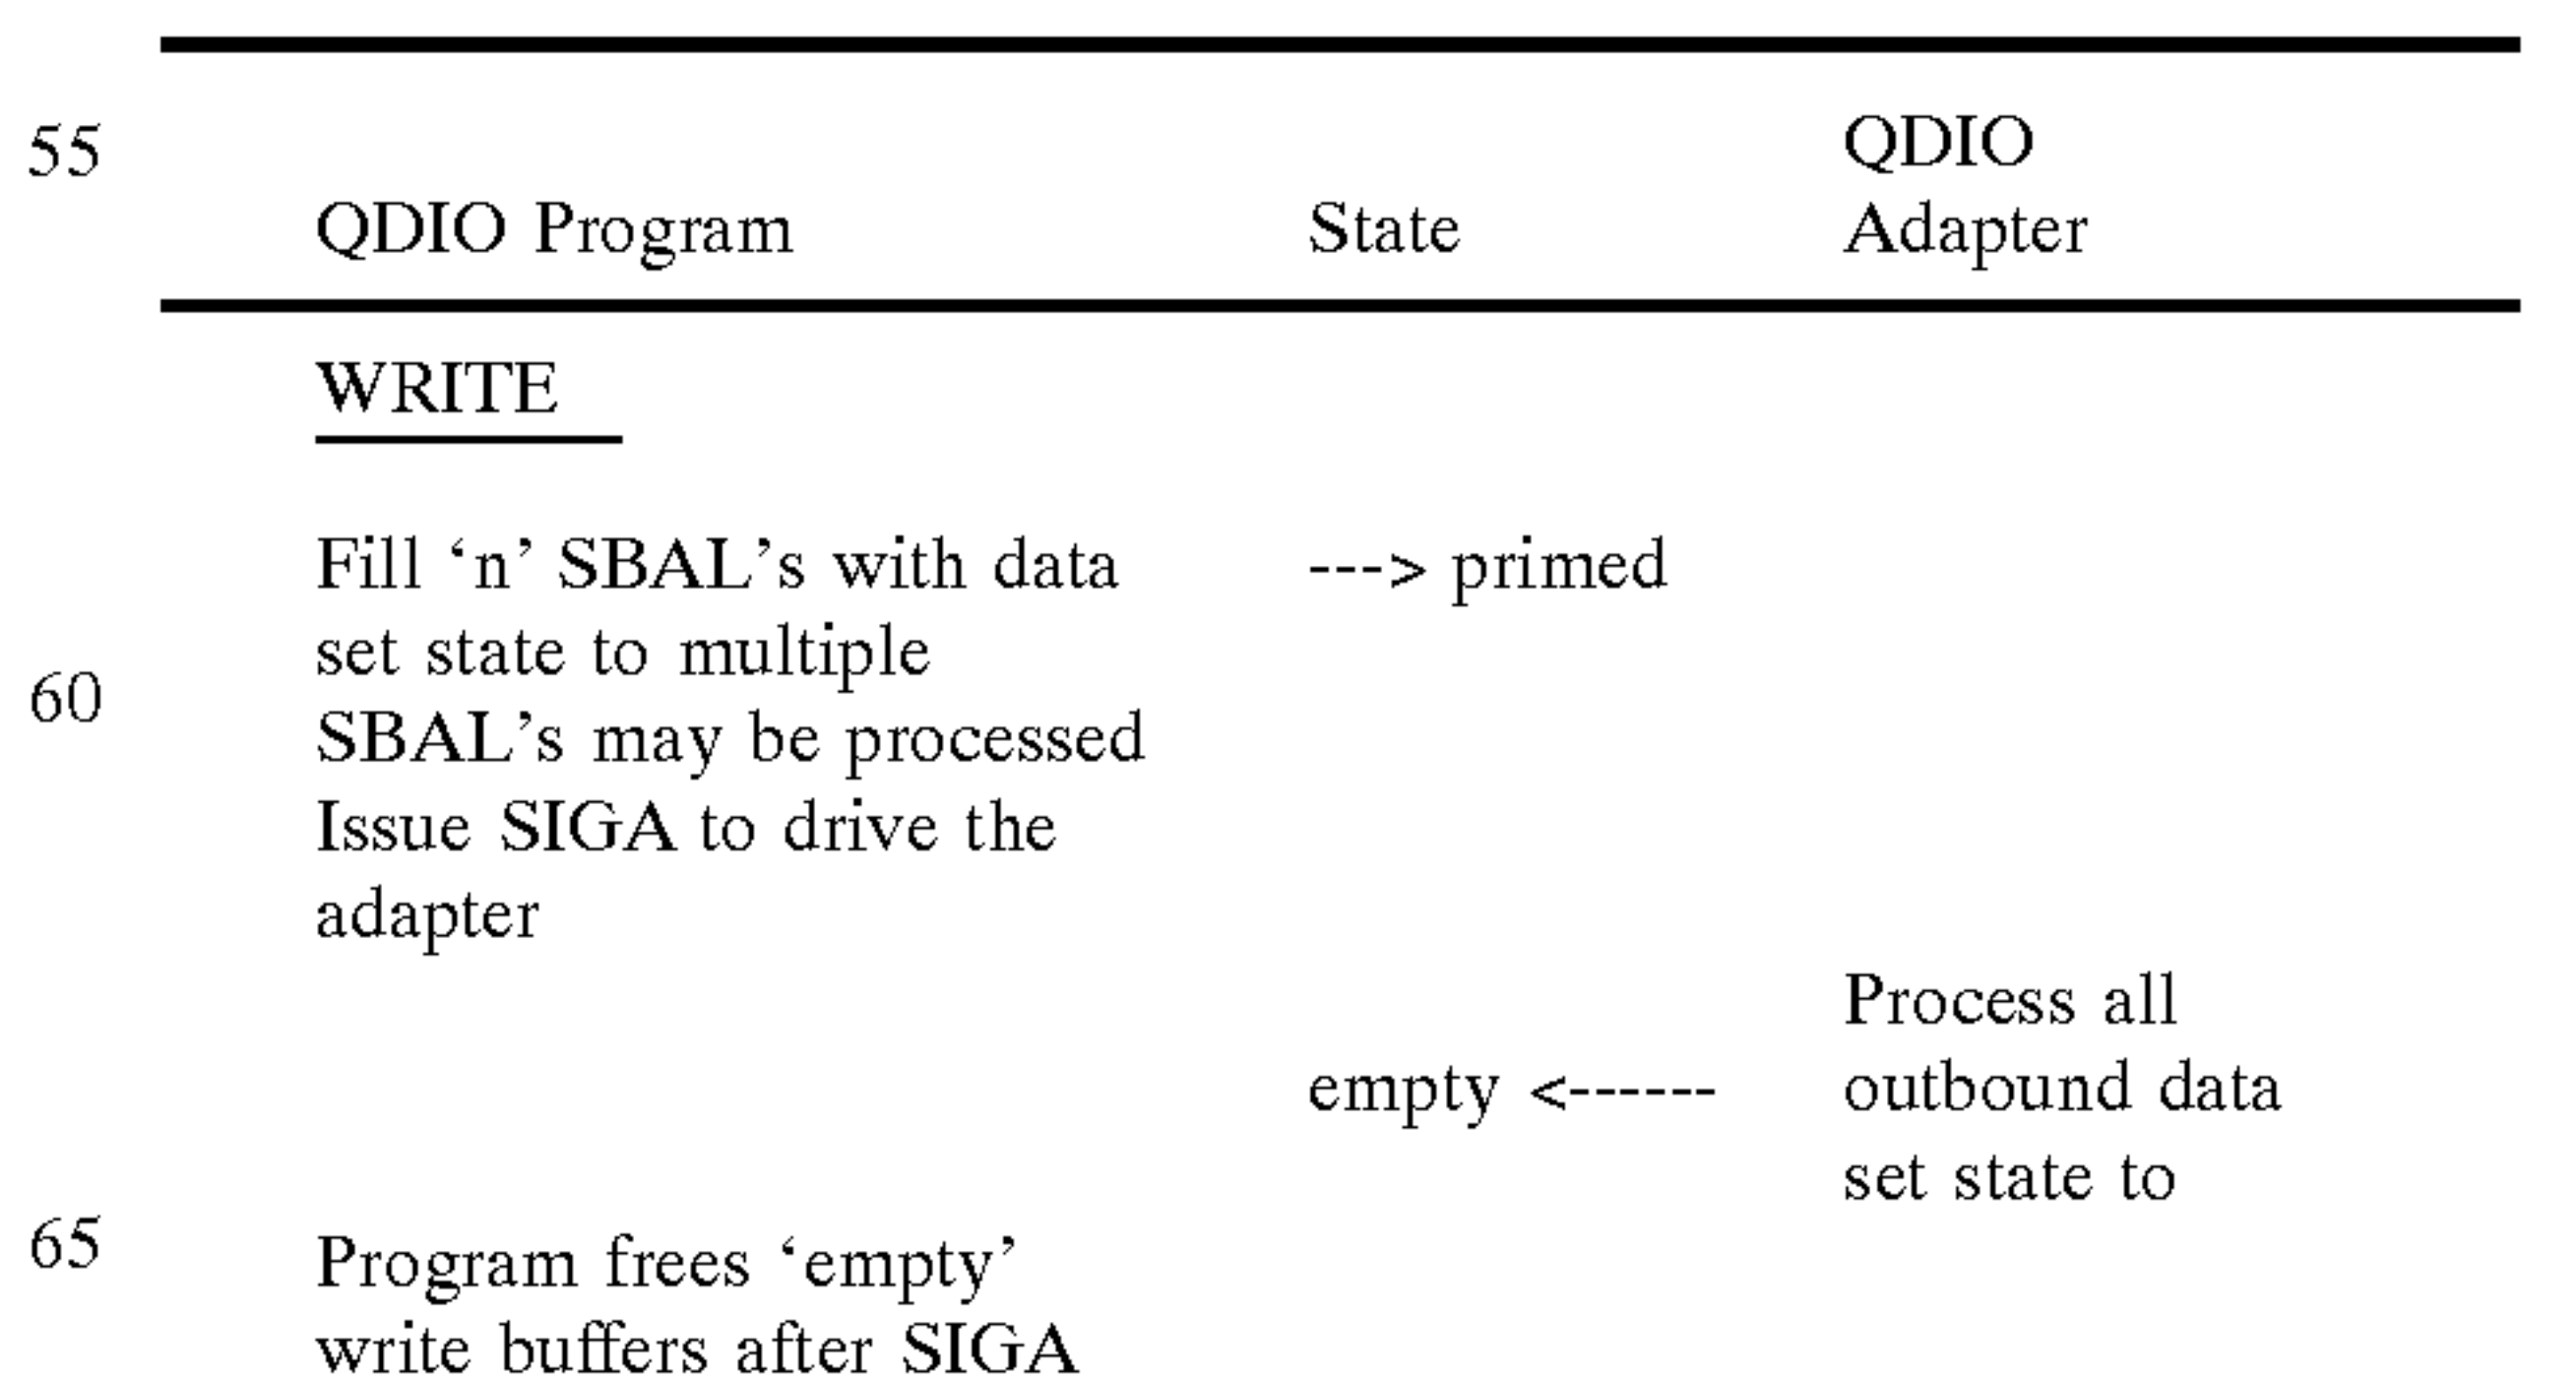 55 QDIO
QDIO Program State Adapter
WRITE
Fill ‘n’ SBAL’s with data ---> primed
set state to multiple
60
SBAL’s may be processed
Issue SIGA to drive the
adapter
Process all
empty <------ outbound data
set state to
65
Program frees ‘empty’
write buffers after SIGA